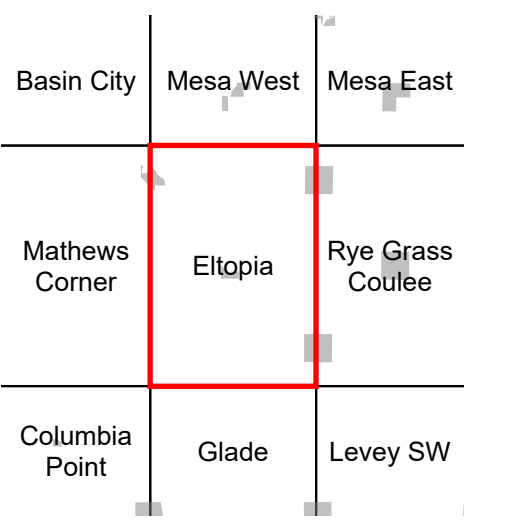 Basin City
Mesa West
Mesa East
Mathews
Corner
Eltopia
Rye Grass
Coulee
Columbia
Point
Glade
Levey SW